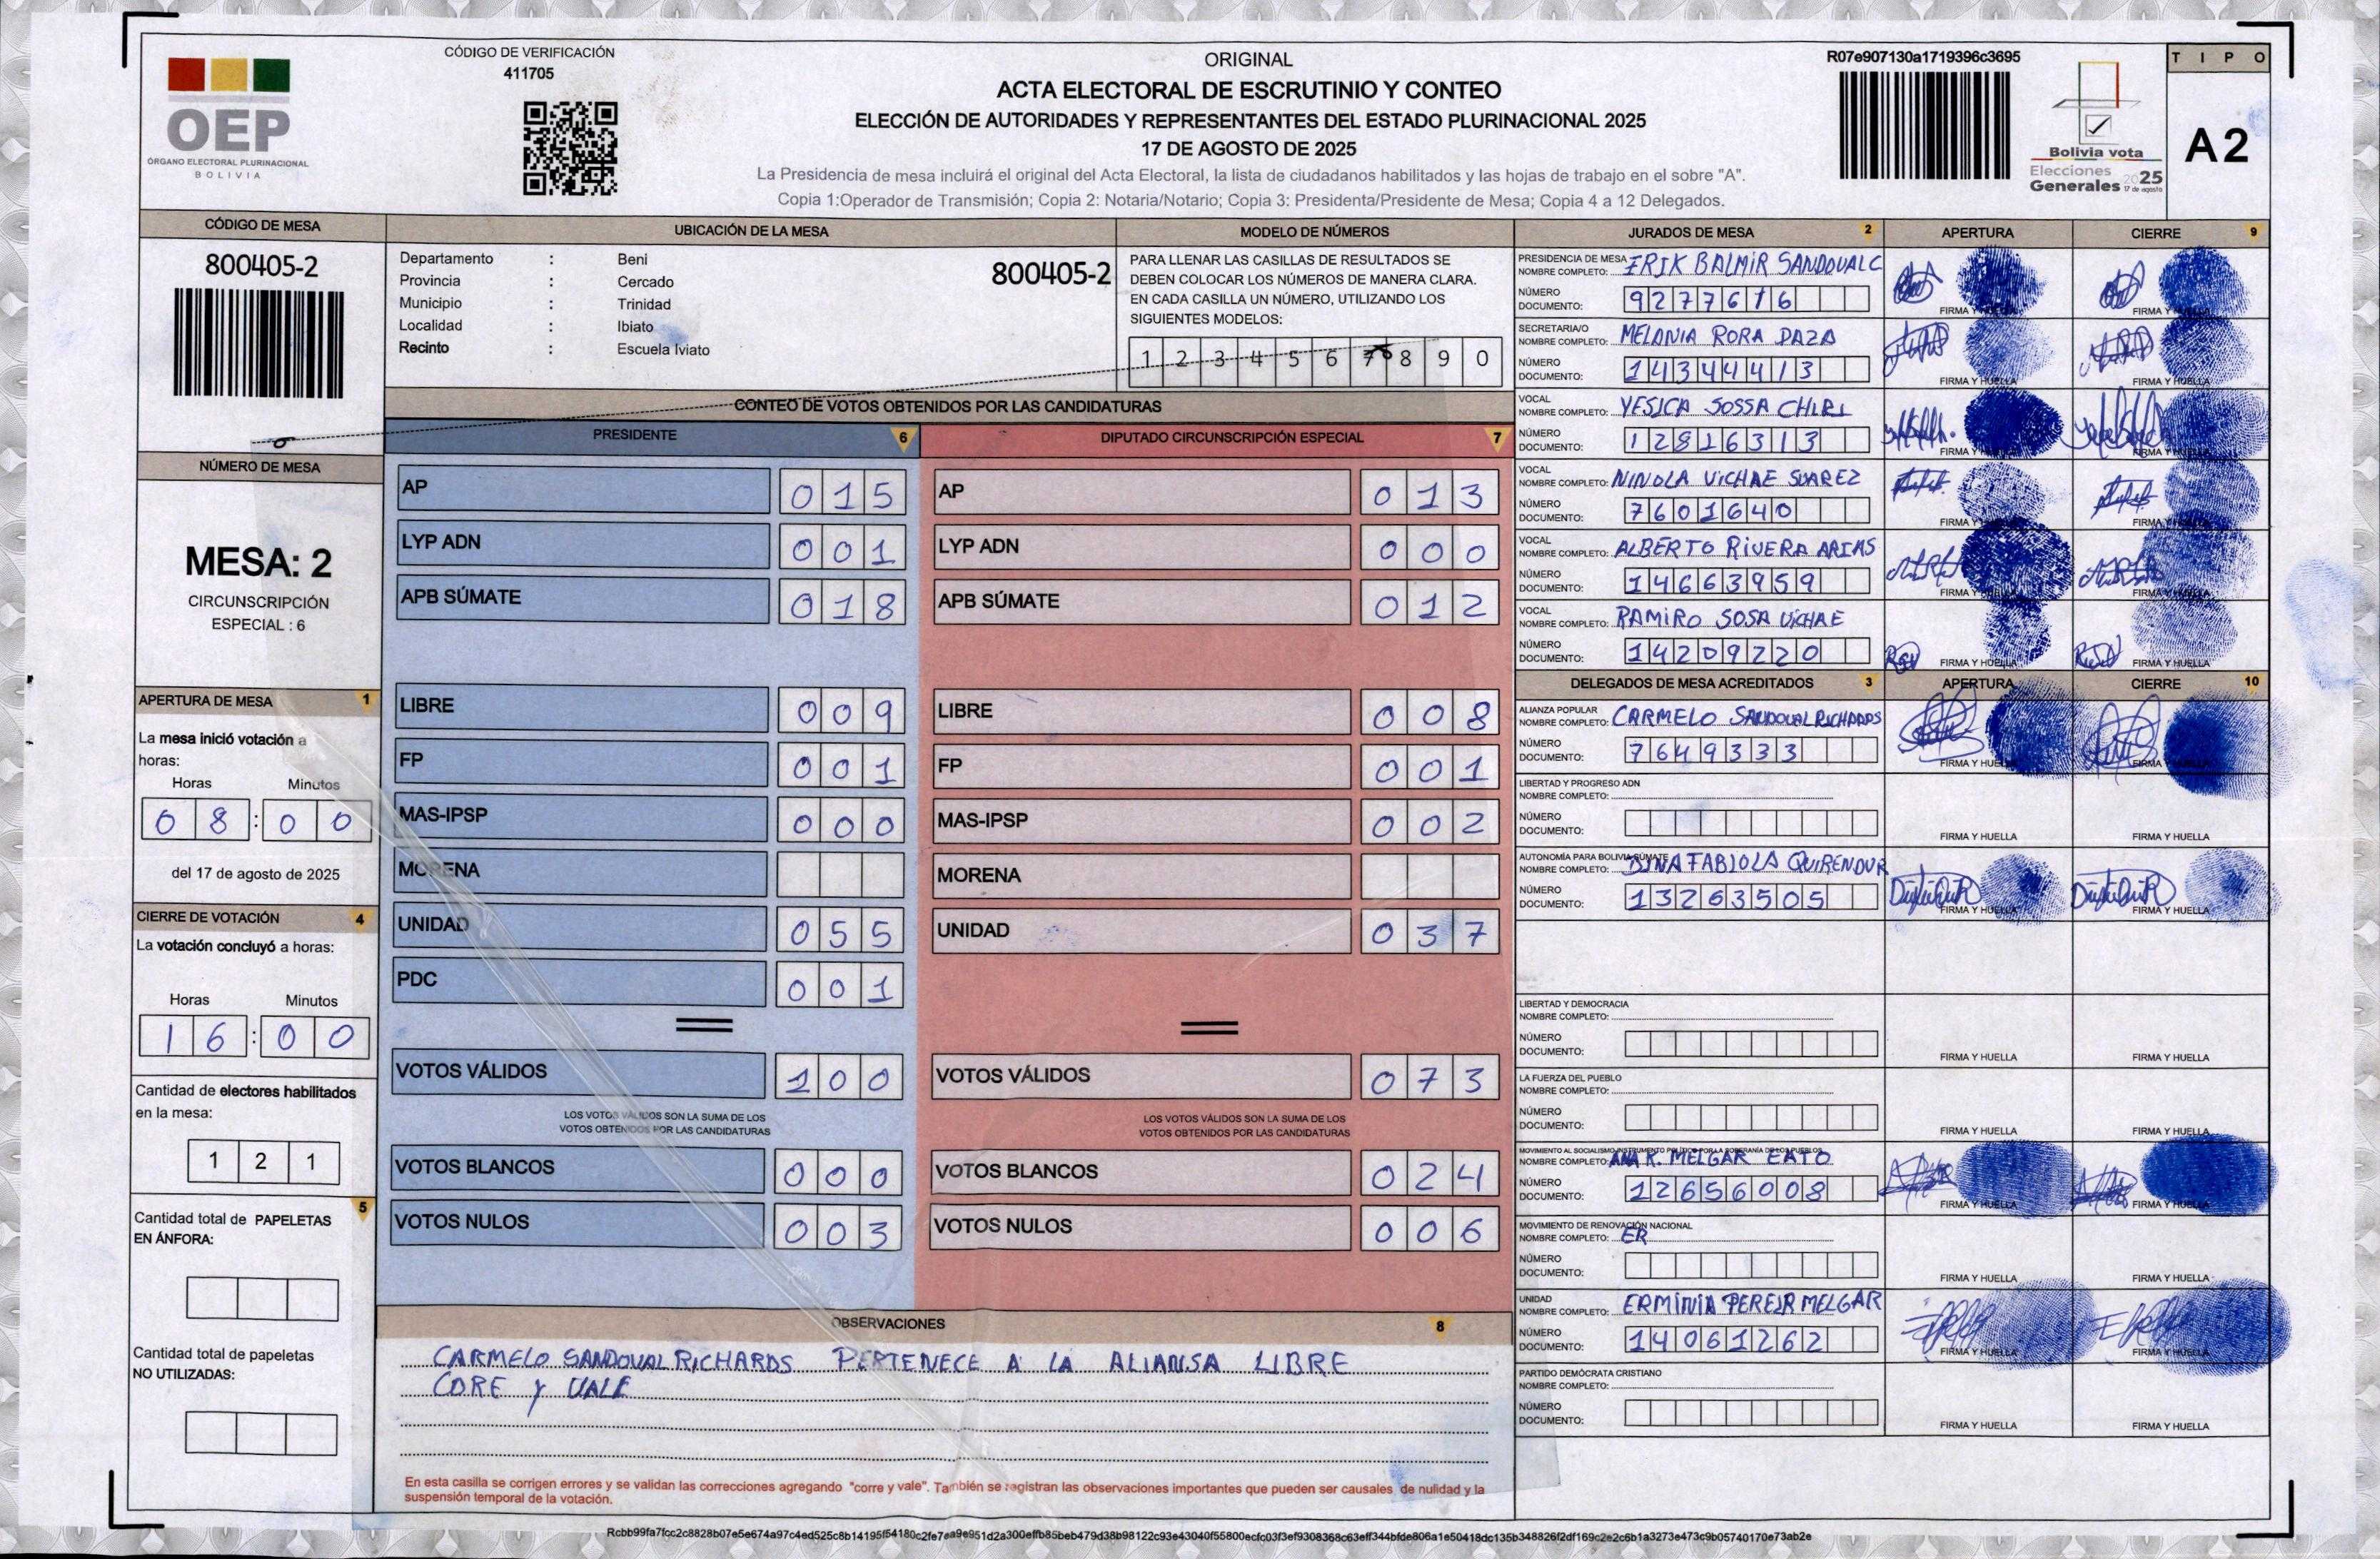 CÓDIGO DE VERIFICACIÓN
411705
OEP
ÓRGANO ELECTORAL PLURINACIONAL
BOLIVIA
ORIGINAL
ACTA ELECTORAL DE ESCRUTINIO Y CONTEO
ELECCIÓN DE AUTORIDADES Y REPRESENTANTES DEL ESTADO PLURINACIONAL 2025
17 DE AGOSTO DE 2025
La Presidencia de mesa incluirá el original del Acta Electoral, la lista de ciudadanos habilitados y las hojas de trabajo en el sobre "A".
Copia 1:Operador de Transmisión; Copia 2: Notaria/Notario; Copia 3: Presidenta/Presidente de Mesa; Copia 4 a 12 Delegados.
R07e907130a1719396c3695
Bolivia vota
Elecciones
Generales 2025
17 de agosto
TIPO
A2
CÓDIGO DE MESA
800405-2
UBICACIÓN DE LA MESA
Departamento : Beni
Provincia : Cercado
Municipio : Trinidad
Localidad : Ibiato
Recinto : Escuela Iviato
800405-2
MODELO DE NÚMEROS
PARA LLENAR LAS CASILLAS DE RESULTADOS SE
DEBEN COLOCAR LOS NÚMEROS DE MANERA CLARA.
EN CADA CASILLA UN NÚMERO, UTILIZANDO LOS
SIGUIENTES MODELOS:
1 2 3 4 5 6 7 8 9 0
NÚMERO DE MESA
MESA: 2
CIRCUNSCRIPCIÓN
ESPECIAL : 6
APERTURA DE MESA 1
La mesa inició votación a
horas:
Horas Minutos
08:00
del 17 de agosto de 2025
CIERRE DE VOTACIÓN 4
La votación concluyó a horas:
Horas Minutos
16:00
Cantidad de electores habilitados
en la mesa:
121
5
Cantidad total de PAPELETAS
EN ÁNFORA:
Cantidad total de papeletas
NO UTILIZADAS:
CONTEO DE VOTOS OBTENIDOS POR LAS CANDIDATURAS
PRESIDENTE 6
AP 015
LYP ADN 001
APB SÚMATE 018
LIBRE 009
FP 001
MAS-IPSP 000
MORENA
UNIDAD 055
PDC 001
VOTOS VÁLIDOS 100
LOS VOTOS VÁLIDOS SON LA SUMA DE LOS
VOTOS OBTENIDOS POR LAS CANDIDATURAS
VOTOS BLANCOS 000
VOTOS NULOS 003
DIPUTADO CIRCUNSCRIPCIÓN ESPECIAL 7
AP 013
LYP ADN 000
APB SÚMATE 012
LIBRE 008
FP 001
MAS-IPSP 002
MORENA
UNIDAD 037
VOTOS VÁLIDOS 073
LOS VOTOS VÁLIDOS SON LA SUMA DE LOS
VOTOS OBTENIDOS POR LAS CANDIDATURAS
VOTOS BLANCOS 024
VOTOS NULOS 006
OBSERVACIONES 8
CARMELO SANDOVAL RICHARDS PERTENECE A LA ALIANSA LIBRE
CORE y VALE
En esta casilla se corrigen errores y se validan las correcciones agregando "corre y vale". También se registran las observaciones importantes que pueden ser causales de nulidad y la
suspensión temporal de la votación.
JURADOS DE MESA 2 APERTURA CIERRE 9
PRESIDENCIA DE MESA
NOMBRE COMPLETO: ERIK BALMIR SANDOVAL C
NÚMERO
DOCUMENTO: 9277616
FIRMA Y HUELLA FIRMA Y HUELLA
SECRETARIA/O
NOMBRE COMPLETO: MELANIA RORA DAZA
NÚMERO
DOCUMENTO: 14344413
FIRMA Y HUELLA FIRMA Y HUELLA
VOCAL
NOMBRE COMPLETO: YESICA SOSSA CHIRI
NÚMERO
DOCUMENTO: 12816313
FIRMA Y HUELLA FIRMA Y HUELLA
VOCAL
NOMBRE COMPLETO: NINOLA VICHAE SUAREZ
NÚMERO
DOCUMENTO: 7601640
FIRMA Y HUELLA FIRMA Y HUELLA
VOCAL
NOMBRE COMPLETO: ALBERTO RIVERA ARIAS
NÚMERO
DOCUMENTO: 14663959
FIRMA Y HUELLA FIRMA Y HUELLA
VOCAL
NOMBRE COMPLETO: RAMIRO SOSA VICHAE
NÚMERO
DOCUMENTO: 14209220
FIRMA Y HUELLA FIRMA Y HUELLA
DELEGADOS DE MESA ACREDITADOS 3 APERTURA CIERRE 10
ALIANZA POPULAR
NOMBRE COMPLETO: CARMELO SANDOVAL RICHARDS
NÚMERO
DOCUMENTO: 7649333
FIRMA Y HUELLA FIRMA Y HUELLA
LIBERTAD Y PROGRESO ADN
NOMBRE COMPLETO:
NÚMERO
DOCUMENTO:
FIRMA Y HUELLA FIRMA Y HUELLA
AUTONOMÍA PARA BOLIVIA SÚMATE
NOMBRE COMPLETO: DINA FABIOLA QUIRENDUR
NÚMERO
DOCUMENTO: 13263505
FIRMA Y HUELLA FIRMA Y HUELLA
LIBERTAD Y DEMOCRACIA
NOMBRE COMPLETO:
NÚMERO
DOCUMENTO:
FIRMA Y HUELLA FIRMA Y HUELLA
LA FUERZA DEL PUEBLO
NOMBRE COMPLETO:
NÚMERO
DOCUMENTO:
FIRMA Y HUELLA FIRMA Y HUELLA
MOVIMIENTO AL SOCIALISMO-INSTRUMENTO POLÍTICO POR LA SOBERANÍA DE LOS PUEBLOS
NOMBRE COMPLETO: ANA K. MELGAR EATO
NÚMERO
DOCUMENTO: 12656008
FIRMA Y HUELLA FIRMA Y HUELLA
MOVIMIENTO DE RENOVACIÓN NACIONAL
NOMBRE COMPLETO: ER
NÚMERO
DOCUMENTO:
FIRMA Y HUELLA FIRMA Y HUELLA
UNIDAD
NOMBRE COMPLETO: ERMINIA PEREIR MELGAR
NÚMERO
DOCUMENTO: 14061262
FIRMA Y HUELLA FIRMA Y HUELLA
PARTIDO DEMÓCRATA CRISTIANO
NOMBRE COMPLETO:
NÚMERO
DOCUMENTO:
FIRMA Y HUELLA FIRMA Y HUELLA